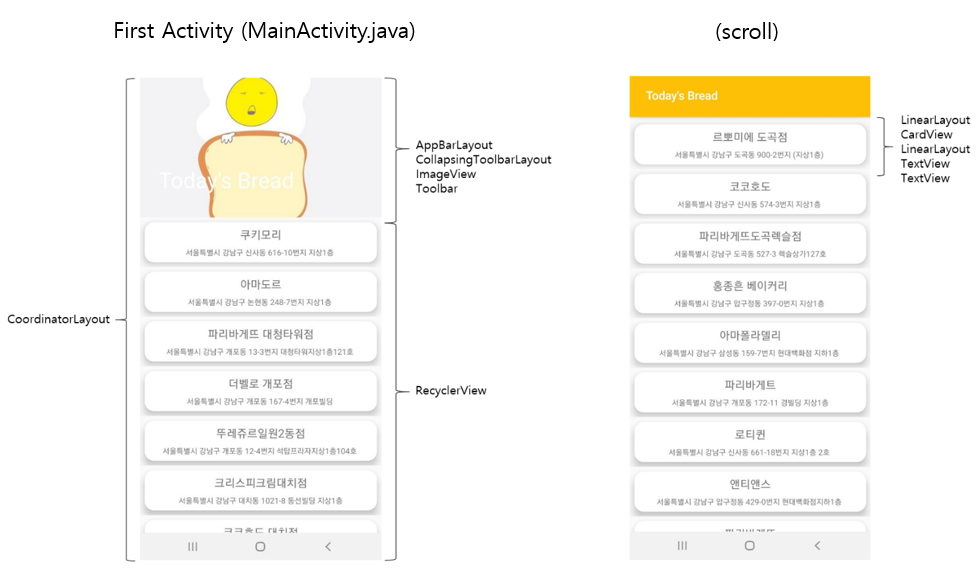 First Activity (MainActivity.java)
(scroll)
CoordinatorLayout
Today's Bread
AppBarLayout
CollapsingToolbarLayout
ImageView
Toolbar
쿠키모리
서울특별시 강남구 신사동 616-10번지 지상1층
아마도르
서울특별시 강남구 논현동 248-7번지 지상1층
파리바게뜨 대청타워점
서울특별시 강남구 개포동 13-3번지 대청타워지상1층121호
더벨로 개포점
서울특별시 강남구 개포동 167-4번지 개포빌딩
뚜레쥬르일원2동점
서울특별시 강남구 개포동 12-4번지 석탑프라자지상1층104호
크리스피크림대치점
서울특별시 강남구 대치동 1021-8 동선빌딩 지상1층
코코호도 대치점
RecyclerView
Today's Bread
르뽀미에 도곡점
서울특별시 강남구 도곡동 900-2번지 (지상1층)
코코호도
서울특별시 강남구 신사동 574-3번지 지상1층
파리바게뜨도곡렉슬점
서울특별시 강남구 도곡동 527-3 렉슬상가127호
홍종흔 베이커리
서울특별시 강남구 압구정동 397-0번지 지상1층
아마폴라델리
서울특별시 강남구 삼성동 159-7번지 현대백화점 지하1층
파리바게트
서울특별시 강남구 개포동 172-11 경빌딩 지상1층
로티퀸
서울특별시 강남구 신사동 661-18번지 지상1층 2호
앤티앤스
서울특별시 강남구 압구정동 429-0번지 현대백화점지하1층
파리바게뜨
LinearLayout
CardView
LinearLayout
TextView
TextView